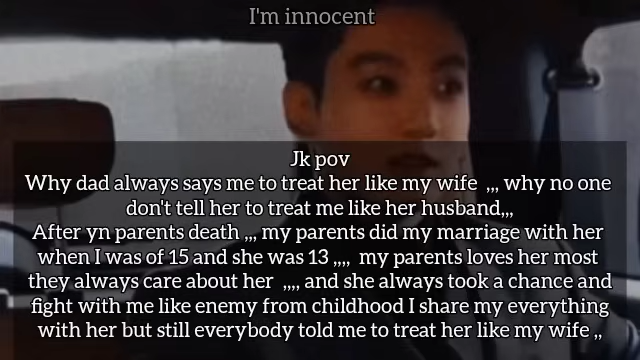 I'm innocent
Jk pov
Why dad always says me to treat her like my wife ,,, why no one
don't tell her to treat me like her husband,,,
After yn parents death ,,, my parents did my marriage with her
when I was of 15 and she was 13 ,,,, my parents loves her most
they always care about her ,,,, and she always took a chance and
fight with me like enemy from childhood I share my everything
with her but still everybody told me to treat her like my wife ,,